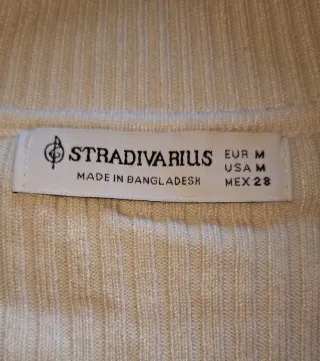 STRADIVARIUS
MADE IN BANGLADESH
EUR M
USA M
MEX 28